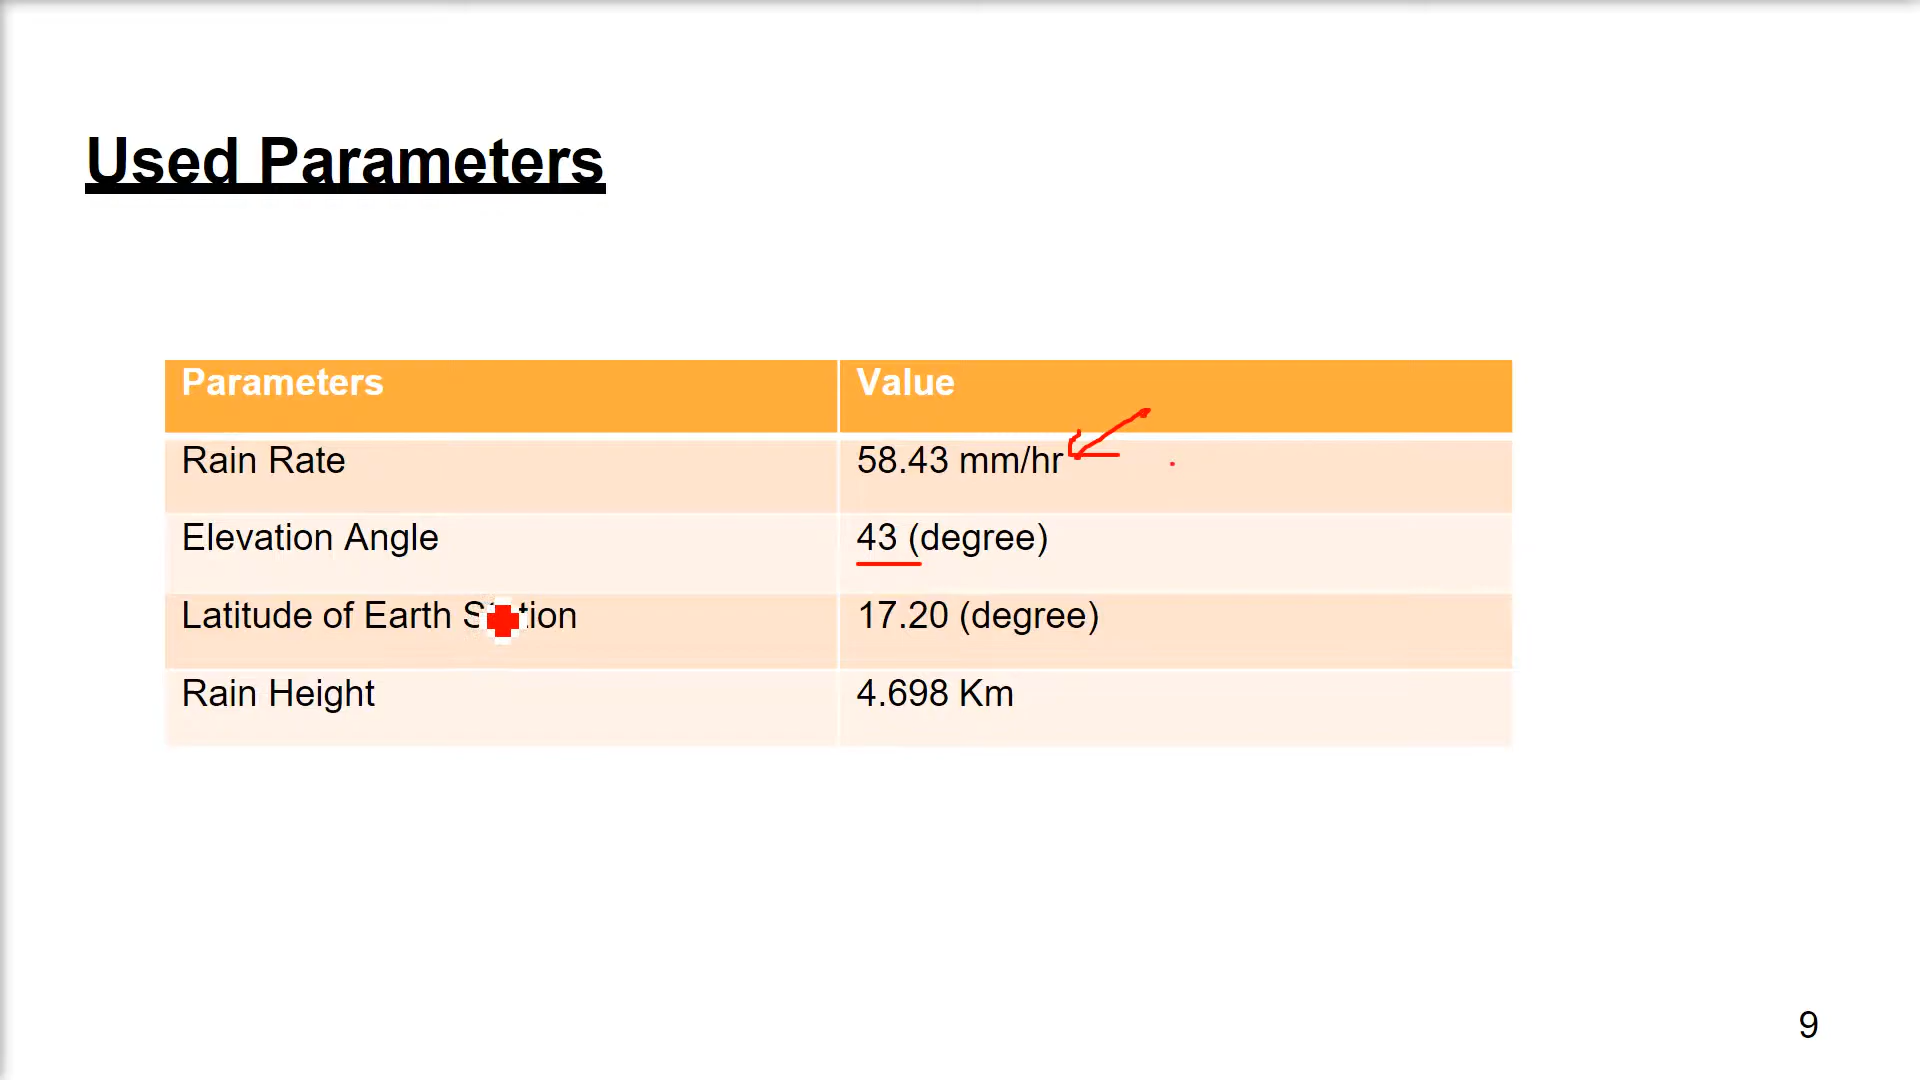 Used Parameters
Parameters Value
Rain Rate 58.43 mm/hr
Elevation Angle 43 (degree)
Latitude of Earth Station 17.20 (degree)
Rain Height 4.698 Km
9